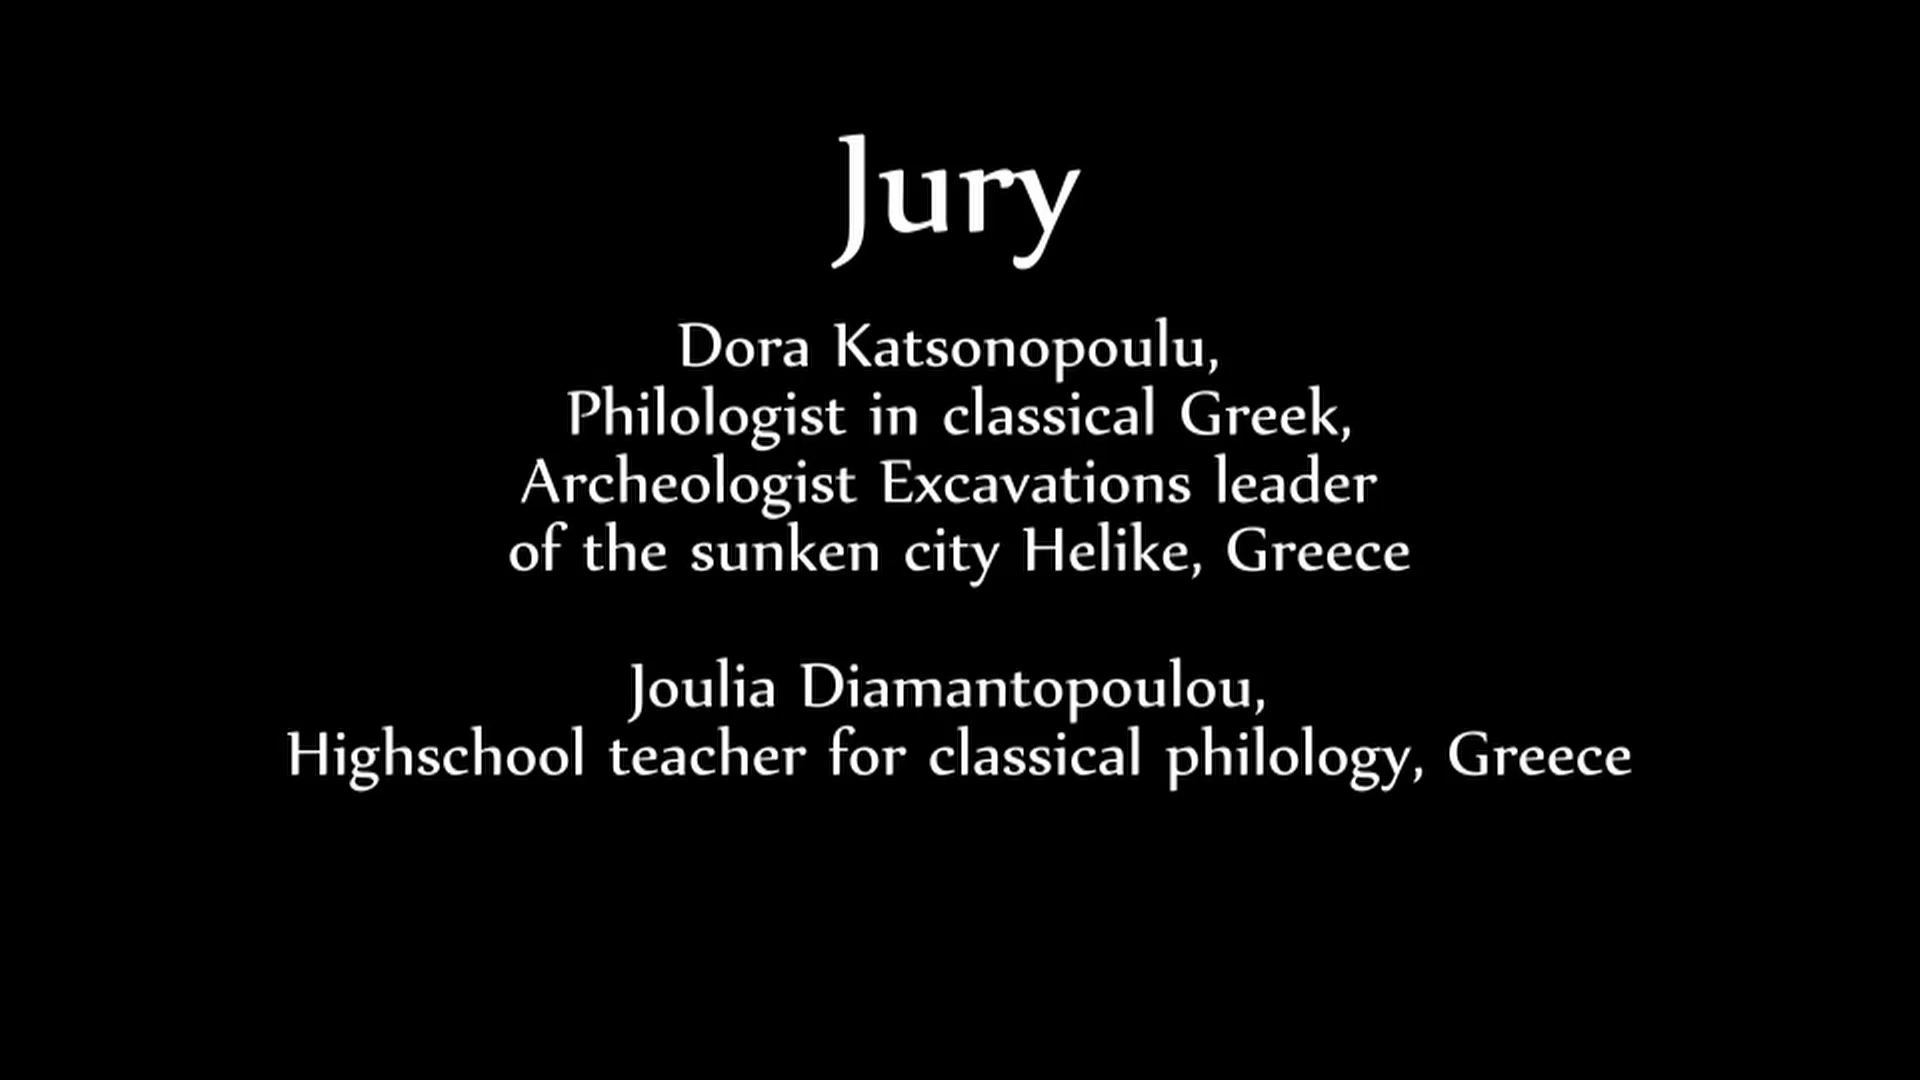 Jury
Dora Katsonopoulu,
Philologist in classical Greek,
Archeologist Excavations leader
of the sunken city Helike, Greece
Joulia Diamantopoulou,
Highschool teacher for classical philology, Greece